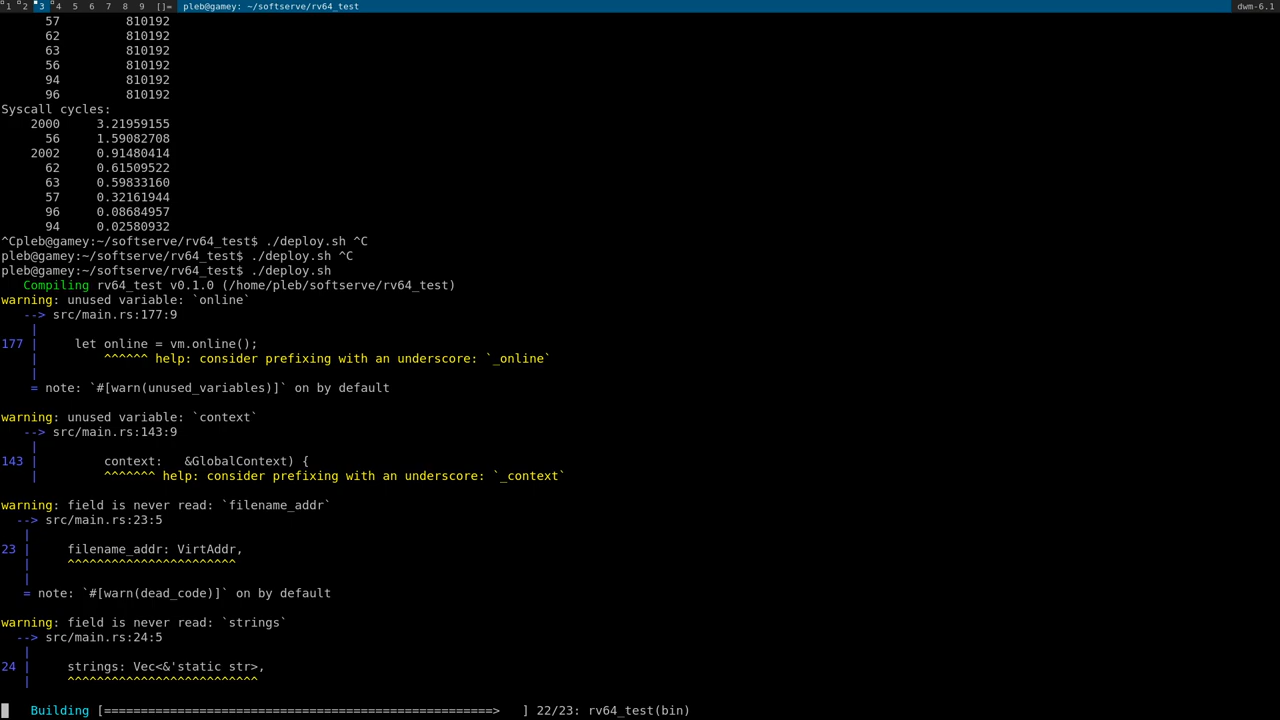 1 2 3 4 5 6 7 8 9 []= pleb@gamey: ~/softserve/rv64_test dwm-6.1
57 810192
62 810192
63 810192
56 810192
94 810192
96 810192
Syscall cycles:
2000 3.21959155
56 1.59082708
2002 0.91480414
62 0.61509522
63 0.59833160
57 0.32161944
96 0.08684957
94 0.02580932
^Cpleb@gamey:~/softserve/rv64_test$ ./deploy.sh ^C
pleb@gamey:~/softserve/rv64_test$ ./deploy.sh ^C
pleb@gamey:~/softserve/rv64_test$ ./deploy.sh
Compiling rv64_test v0.1.0 (/home/pleb/softserve/rv64_test)
warning: unused variable: `online`
--> src/main.rs:177:9
|
177 | let online = vm.online();
| ^^^^^^ help: consider prefixing with an underscore: `_online`
|
= note: `#[warn(unused_variables)]` on by default
warning: unused variable: `context`
--> src/main.rs:143:9
|
143 | context: &GlobalContext) {
| ^^^^^^^ help: consider prefixing with an underscore: `_context`
warning: field is never read: `filename_addr`
--> src/main.rs:23:5
|
23 | filename_addr: VirtAddr,
| ^^^^^^^^^^^^^^^^^^^^^^^
|
= note: `#[warn(dead_code)]` on by default
warning: field is never read: `strings`
--> src/main.rs:24:5
|
24 | strings: Vec<&'static str>,
| ^^^^^^^^^^^^^^^^^^^^^^^^^^
Building [=====================================================> ] 22/23: rv64_test(bin)